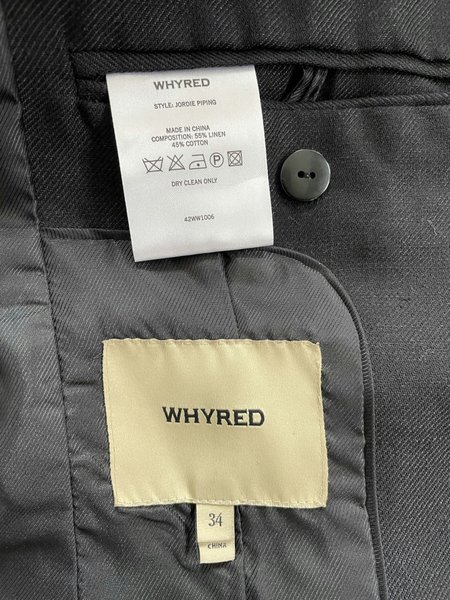 WHYRED
STYLE: JORDIE PIPING
MADE IN CHINA
COMPOSITION: 55% LINEN
45% COTTON
P
DRY CLEAN ONLY
42WW1006
WHYRED
34
CHINA